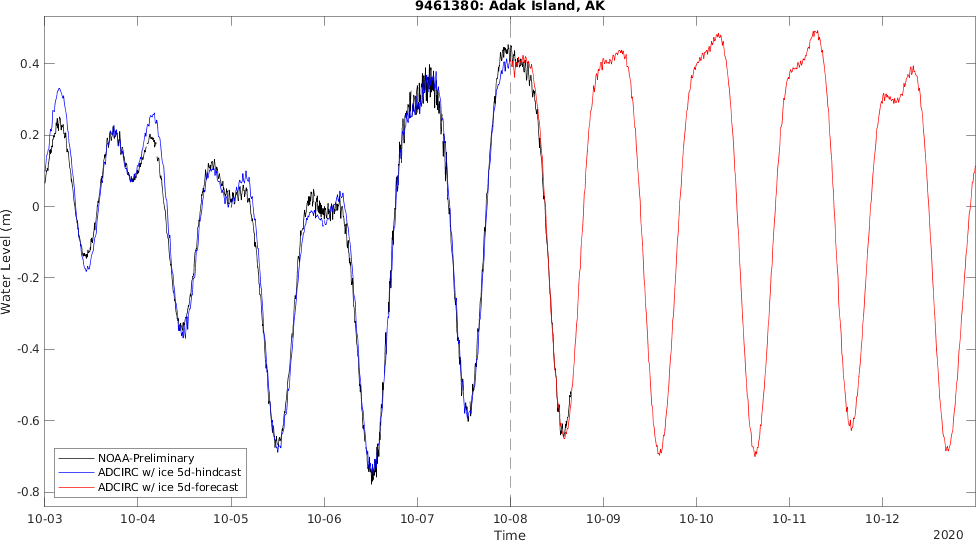 9461380: Adak Island, AK
Water Level (m)
0.4
0.2
0
-0.2
-0.4
-0.6
-0.8
NOAA-Preliminary
ADCIRC w/ ice 5d-hindcast
ADCIRC w/ ice 5d-forecast
10-03 10-04 10-05 10-06 10-07 10-08 10-09 10-10 10-11 10-12
Time
2020